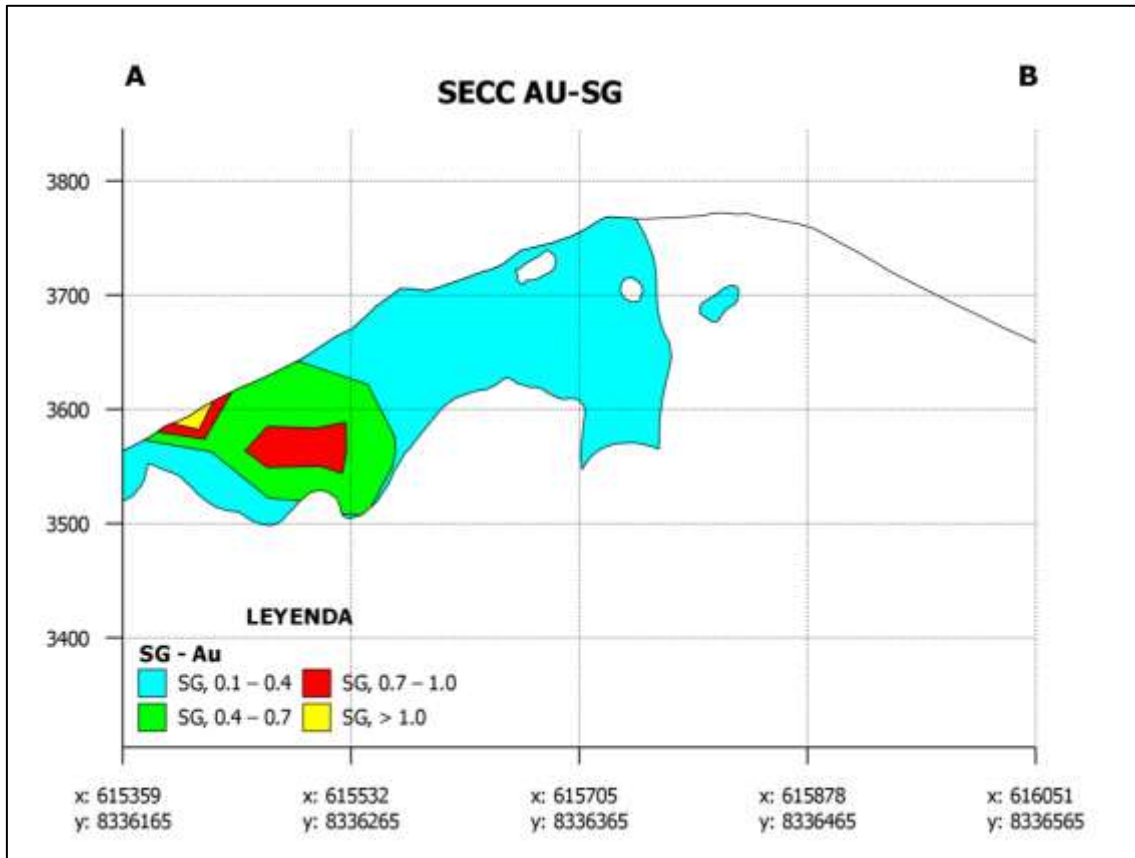 A
B
SECC AU-SG
3800
3700
3600
3500
3400
LEYENDA
SG - Au
SG, 0.1 – 0.4
SG, 0.7 – 1.0
SG, 0.4 – 0.7
SG, > 1.0
x: 615359
y: 8336165
x: 615532
y: 8336265
x: 615705
y: 8336365
x: 615878
y: 8336465
x: 616051
y: 8336565